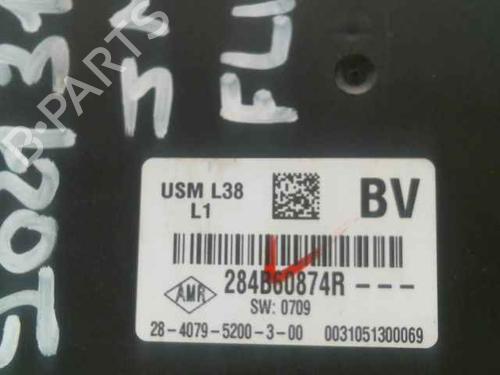 USM L38
L1
BV
284B60874R ---
AMR
SW: 0709
28-4079-5200-3-00 0031051300069
B-PARTS
FLU